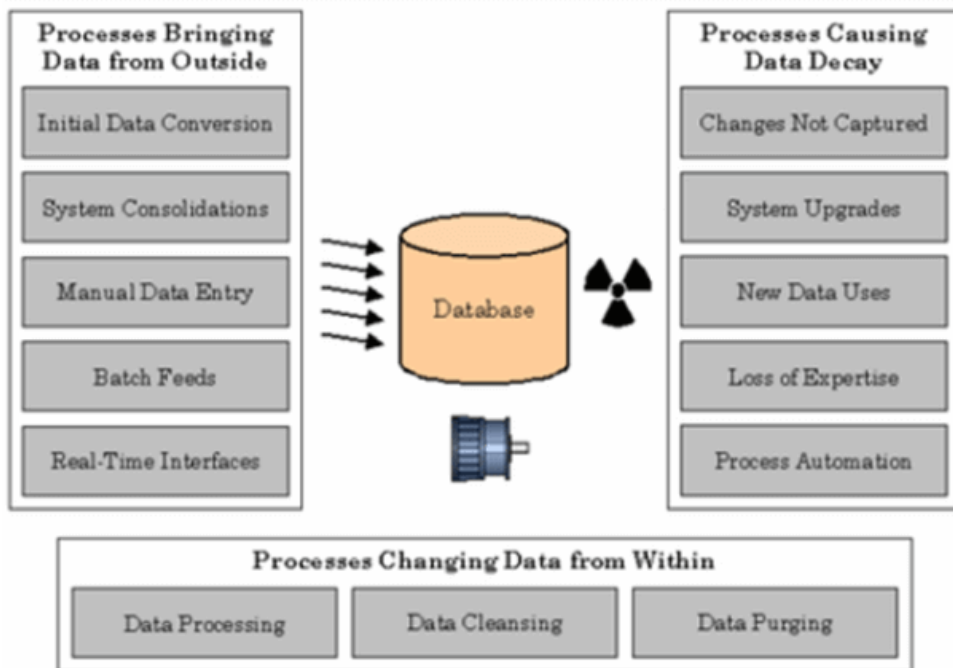 Processes Bringing
Data from Outside
Initial Data Conversion
System Consolidations
Manual Data Entry
Batch Feeds
Real-Time Interfaces
Database
Processes Causing
Data Decay
Changes Not Captured
System Upgrades
New Data Uses
Loss of Expertise
Process Automation
Processes Changing Data from Within
Data Processing
Data Cleansing
Data Purging